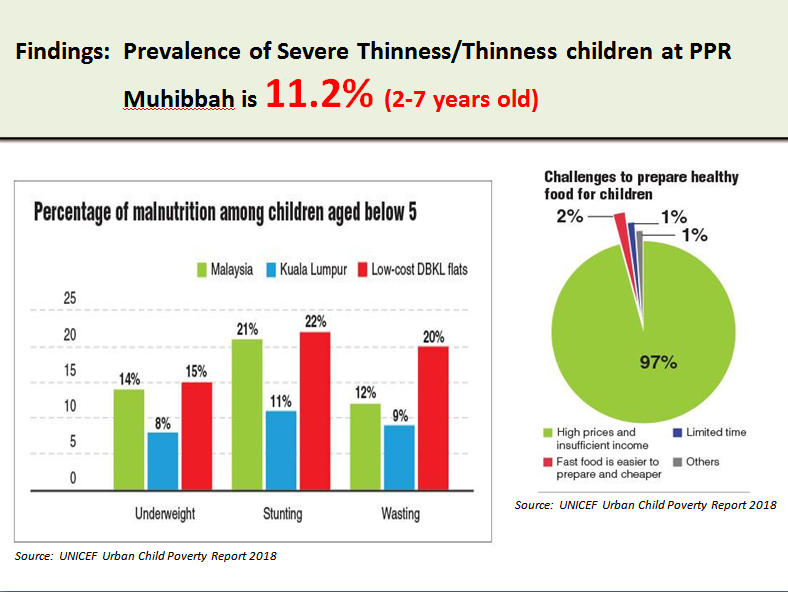 Findings: Prevalence of Severe Thinness/Thinness children at PPR
Muhibbah is 11.2% (2-7 years old)
Percentage of malnutrition among children aged below 5
Malaysia Kuala Lumpur Low-cost DBKL flats
25
20
15
10
5
0
14%
8%
15%
21%
11%
22%
12%
9%
20%
Underweight Stunting Wasting
Source: UNICEF Urban Child Poverty Report 2018
Challenges to prepare healthy
food for children
2% 1%
1%
97%
High prices and
insufficient income
Limited time
Fast food is easier to
prepare and cheaper
Others
Source: UNICEF Urban Child Poverty Report 2018